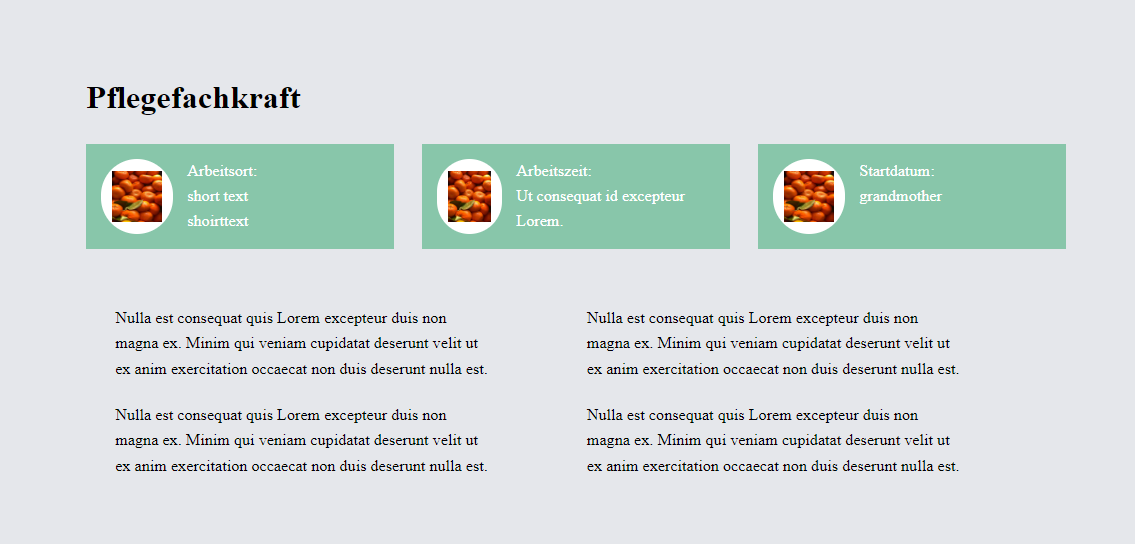 Pflegefachkraft
Arbeitsort:
short text
shoirttext
Arbeitszeit:
Ut consequat id excepteur
Lorem.
Startdatum:
grandmother
Nulla est consequat quis Lorem excepteur duis non
magna ex. Minim qui veniam cupidatat deserunt velit ut
ex anim exercitation occaecat non duis deserunt nulla est.
Nulla est consequat quis Lorem excepteur duis non
magna ex. Minim qui veniam cupidatat deserunt velit ut
ex anim exercitation occaecat non duis deserunt nulla est.
Nulla est consequat quis Lorem excepteur duis non
magna ex. Minim qui veniam cupidatat deserunt velit ut
ex anim exercitation occaecat non duis deserunt nulla est.
Nulla est consequat quis Lorem excepteur duis non
magna ex. Minim qui veniam cupidatat deserunt velit ut
ex anim exercitation occaecat non duis deserunt nulla est.